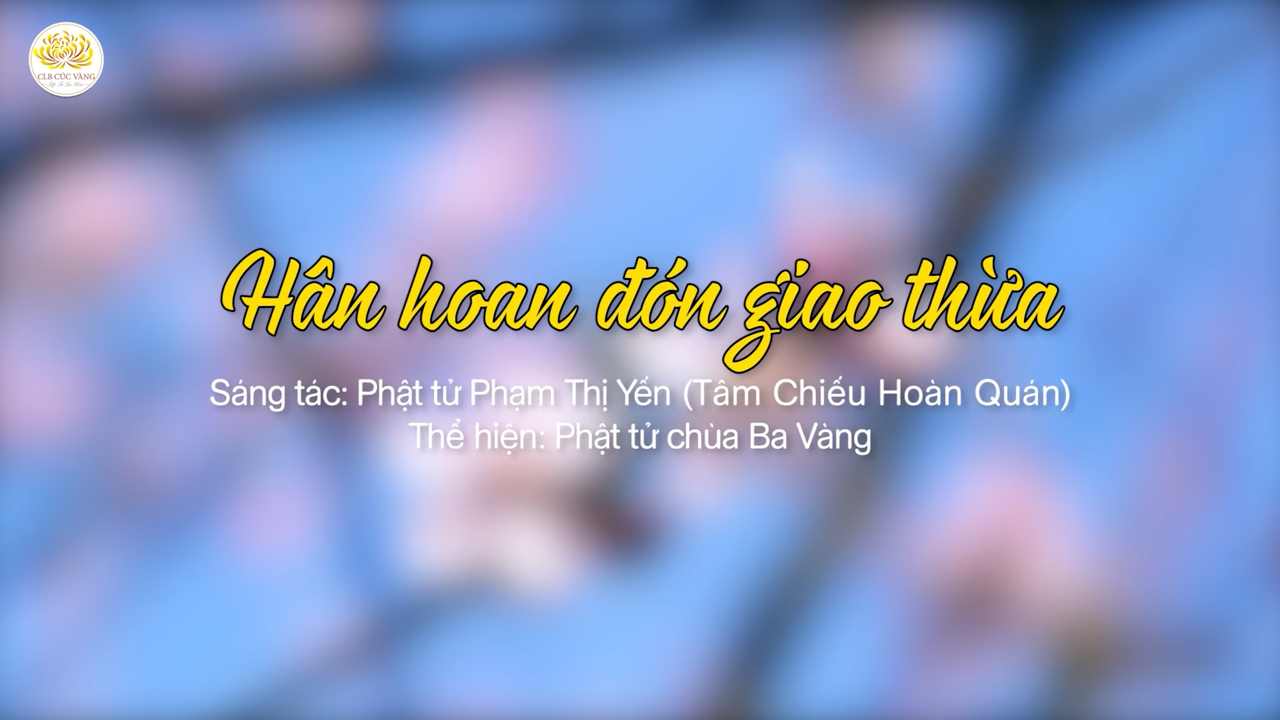 CLB CÚC VÀNG
Hân hoan đón giao thừa
Sáng tác: Phật tử Phạm Thị Yến (Tâm Chiếu Hoàn Quán)
Thể hiện: Phật tử chùa Ba Vàng